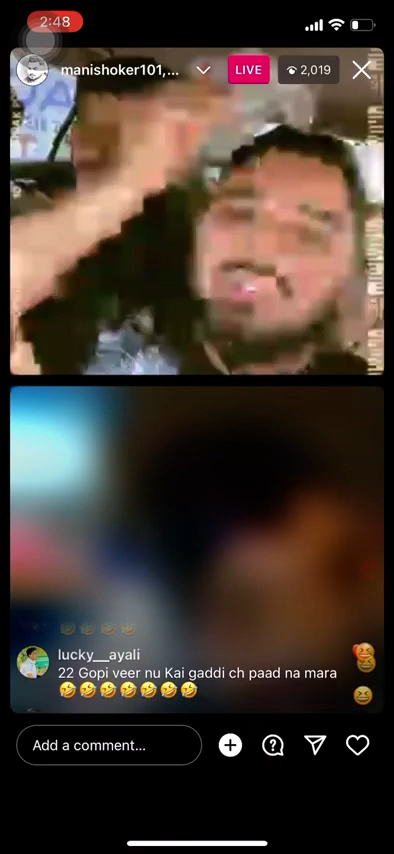 2:48
manishoker101,...
LIVE
2,019
lucky__ayali
22 Gopi veer nu Kai gaddi ch paad na mara
🤣🤣🤣🤣🤣🤣🤣
Add a comment...